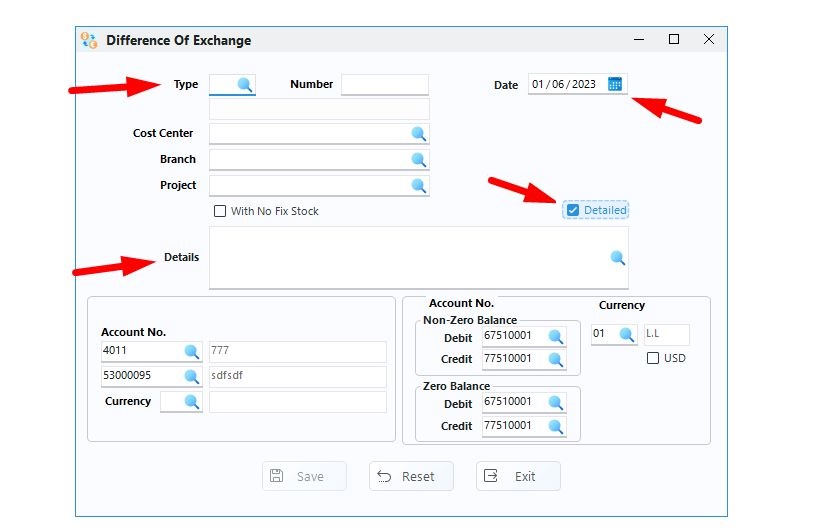 Difference Of Exchange
Type Number Date 01/06/2023
Cost Center
Branch
Project
With No Fix Stock Detailed
Details
Account No.
4011 777
53000095 sdfsdf
Currency
Account No. Currency
Non-Zero Balance
Debit 67510001 01 L.L
Credit 77510001 USD
Zero Balance
Debit 67510001
Credit 77510001
Save Reset Exit